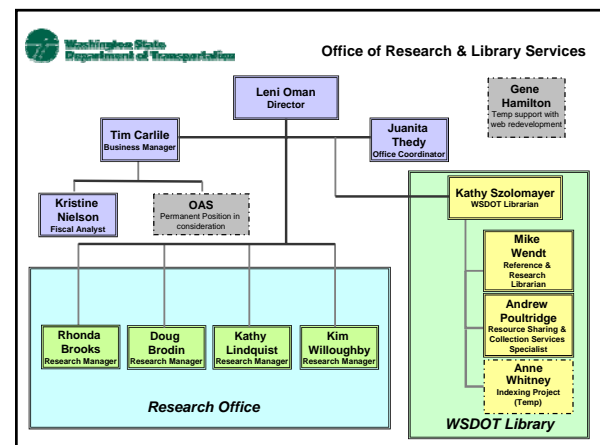 Washington State
Department of Transportation
Office of Research & Library Services
Leni Oman
Director
Gene
Hamilton
Temp support with
web redevelopment
Tim Carlile
Business Manager
Juanita
Thedy
Office Coordinator
Kristine
Nielson
Fiscal Analyst
OAS
Permanent Position in
consideration
Kathy Szolomayer
WSDOT Librarian
Mike
Wendt
Reference &
Research
Librarian
Andrew
Poultridge
Resource Sharing &
Collection Services
Specialist
Anne
Whitney
Indexing Project
(Temp)
WSDOT Library
Rhonda
Brooks
Research Manager
Doug
Brodin
Research Manager
Kathy
Lindquist
Research Manager
Kim
Willoughby
Research Manager
Research Office